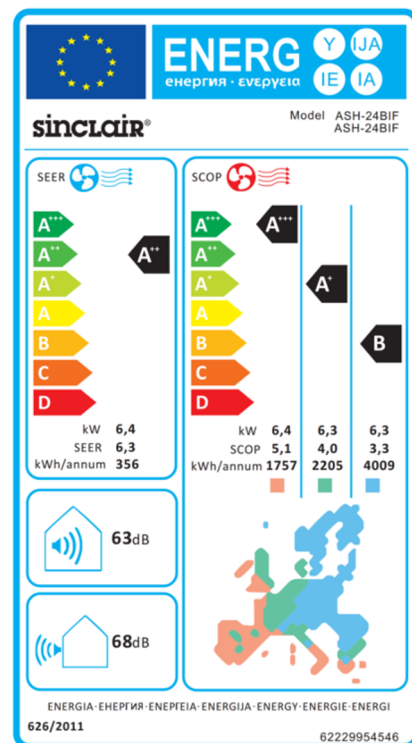 ENERG
енергия · ενεργεια
Y IJA
IE IA
sinclair®
Model ASH-24BIF
ASH-24BIF
SEER
A+++
A++
A+
A
B
C
D
A++
kW 6,4
SEER 6,3
kWh/annum 356
SCOP
A+++
A++
A+
A
B
C
D
A+++
A+
B
kW 6,4 6,3 6,3
SCOP 5,1 4,0 3,3
kWh/annum 1757 2205 4009
63dB
68dB
ENERGIA·ЕНЕРГИЯ·ΕΝΕΡΓΕΙΑ·ENERGIJA·ENERGY·ENERGIE·ENERGI
626/2011
62229954546